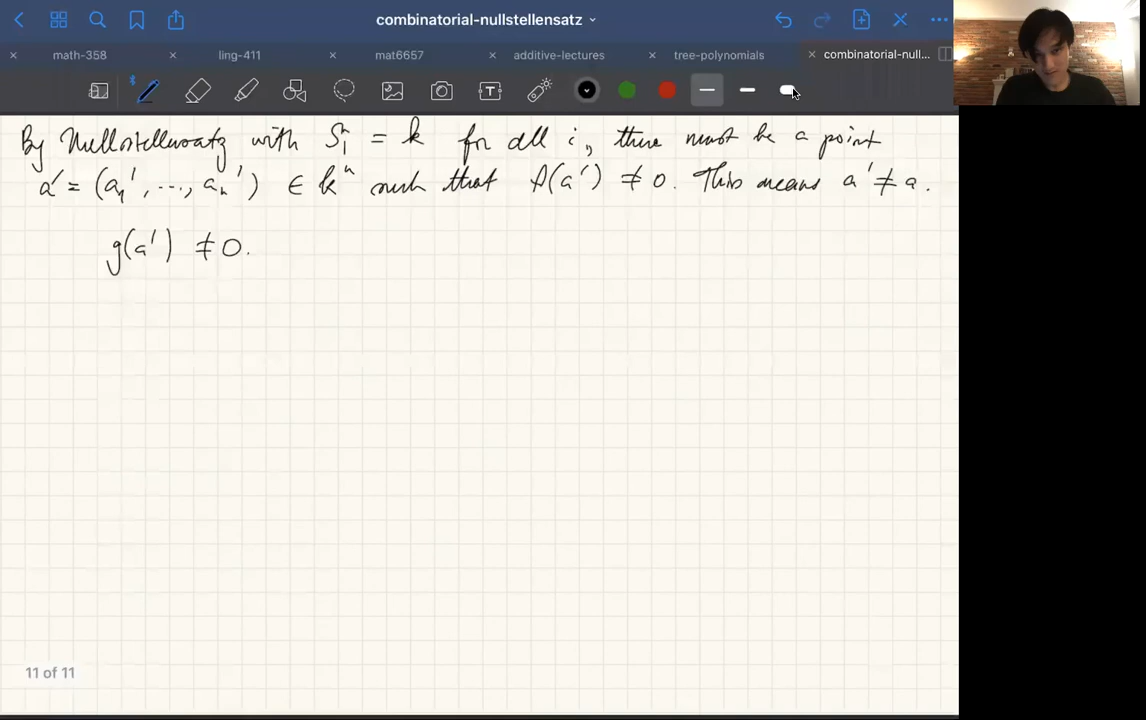 combinatorial-nullstellensatz
math-358
ling-411
mat6657
additive-lectures
tree-polynomials
combinatorial-null...
By Nullstellensatz with Sᵢ = k for all i, there must be a point
a' = (a₁', ..., aₙ') ∈ kⁿ such that f(a') ≠ 0. This means a' ≠ a.
g(a') ≠ 0.
11 of 11